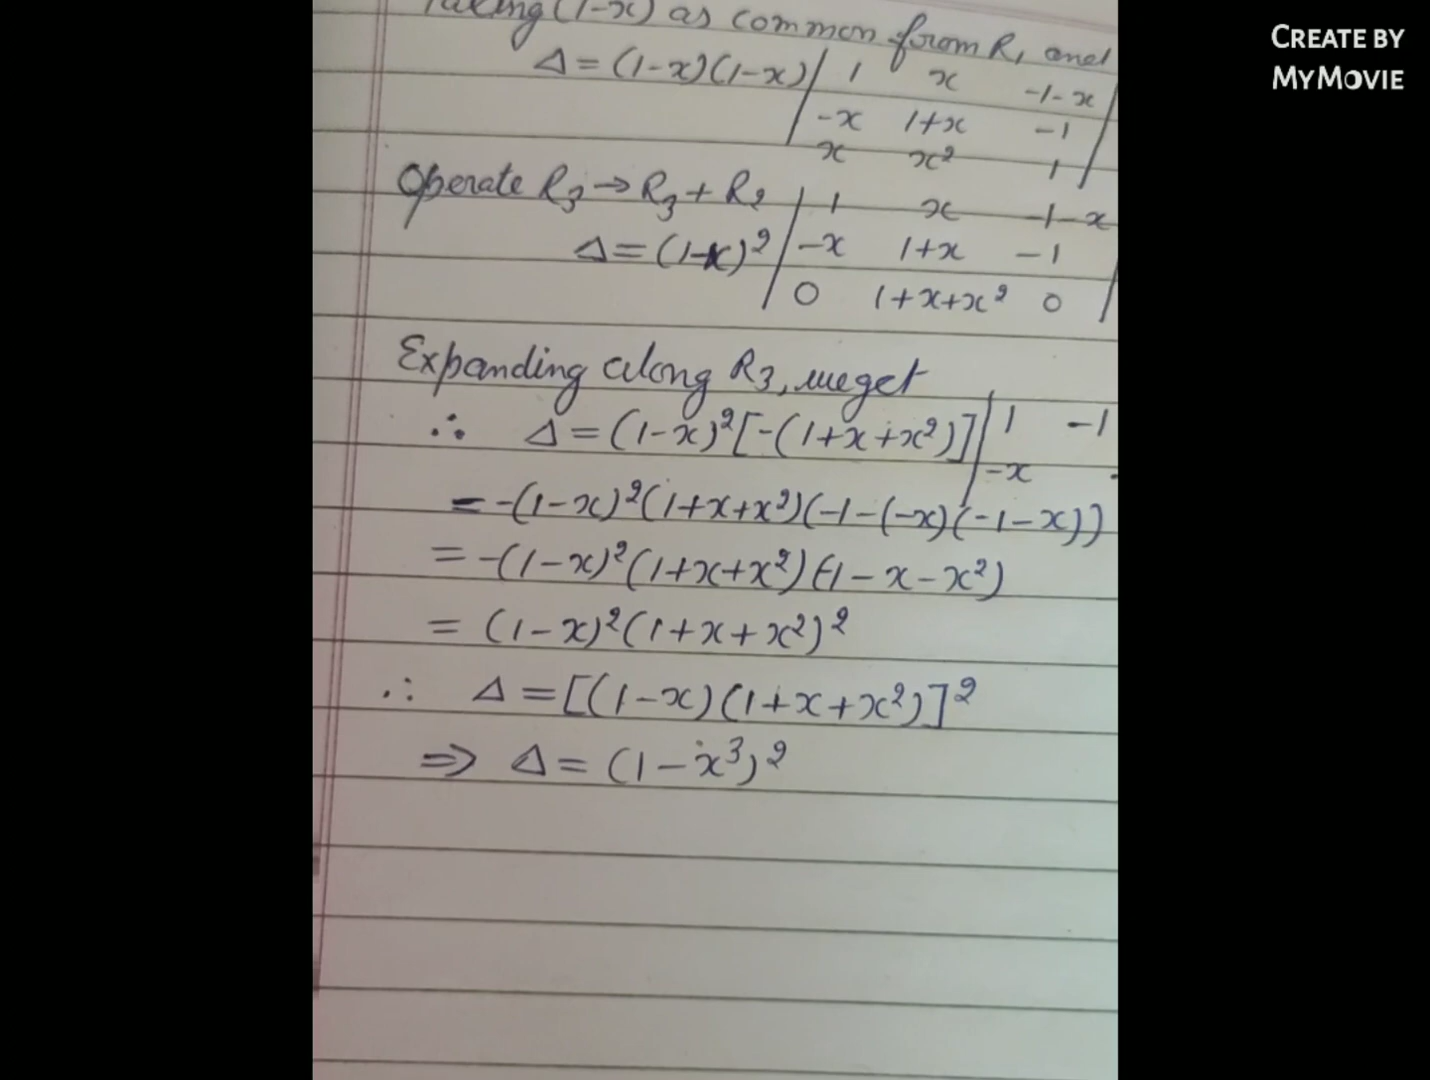 Taking (1-x) as common from R₁ and
Δ = (1-x)(1-x) | 1 x -1-x |
| -x 1+x -1 |
| x x² 1 |
Operate R₃ → R₃ + R₂
| 1 x -1-x |
Δ = (1-x)² | -x 1+x -1 |
| 0 1+x+x² 0 |
Expanding along R₃, we get
∴ Δ = (1-x)² [-(1+x+x²)] | 1 -1
| -x
= -(1-x)²(1+x+x²)(-1-(-x)(-1-x))
= -(1-x)²(1+x+x²)(-1-x-x²)
= (1-x)²(1+x+x²)²
∴ Δ = [(1-x)(1+x+x²)]²
⇒ Δ = (1-x³)²
CREATE BY
MYMOVIE